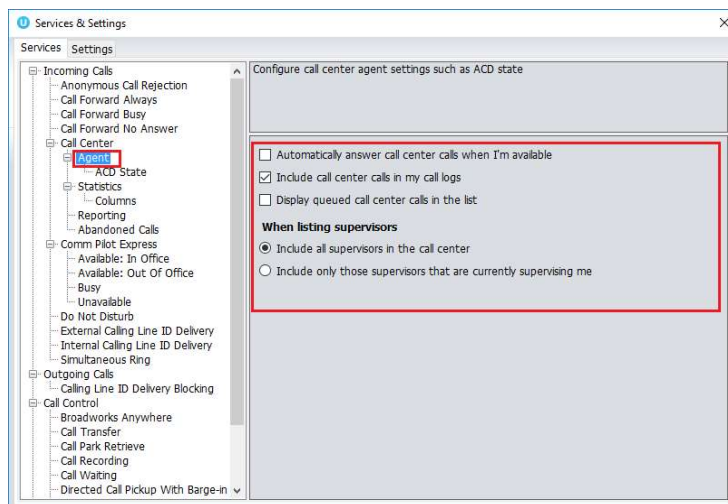 Services & Settings
Services Settings
Incoming Calls
Anonymous Call Rejection
Call Forward Always
Call Forward Busy
Call Forward No Answer
Call Center
Agent
ACD State
Statistics
Columns
Reporting
Abandoned Calls
Comm Pilot Express
Available: In Office
Available: Out Of Office
Busy
Unavailable
Do Not Disturb
External Calling Line ID Delivery
Internal Calling Line ID Delivery
Simultaneous Ring
Outgoing Calls
Calling Line ID Delivery Blocking
Call Control
Broadworks Anywhere
Call Transfer
Call Park Retrieve
Call Recording
Call Waiting
Directed Call Pickup With Barge-in
Configure call center agent settings such as ACD state
Automatically answer call center calls when I'm available
Include call center calls in my call logs
Display queued call center calls in the list
When listing supervisors
Include all supervisors in the call center
Include only those supervisors that are currently supervising me